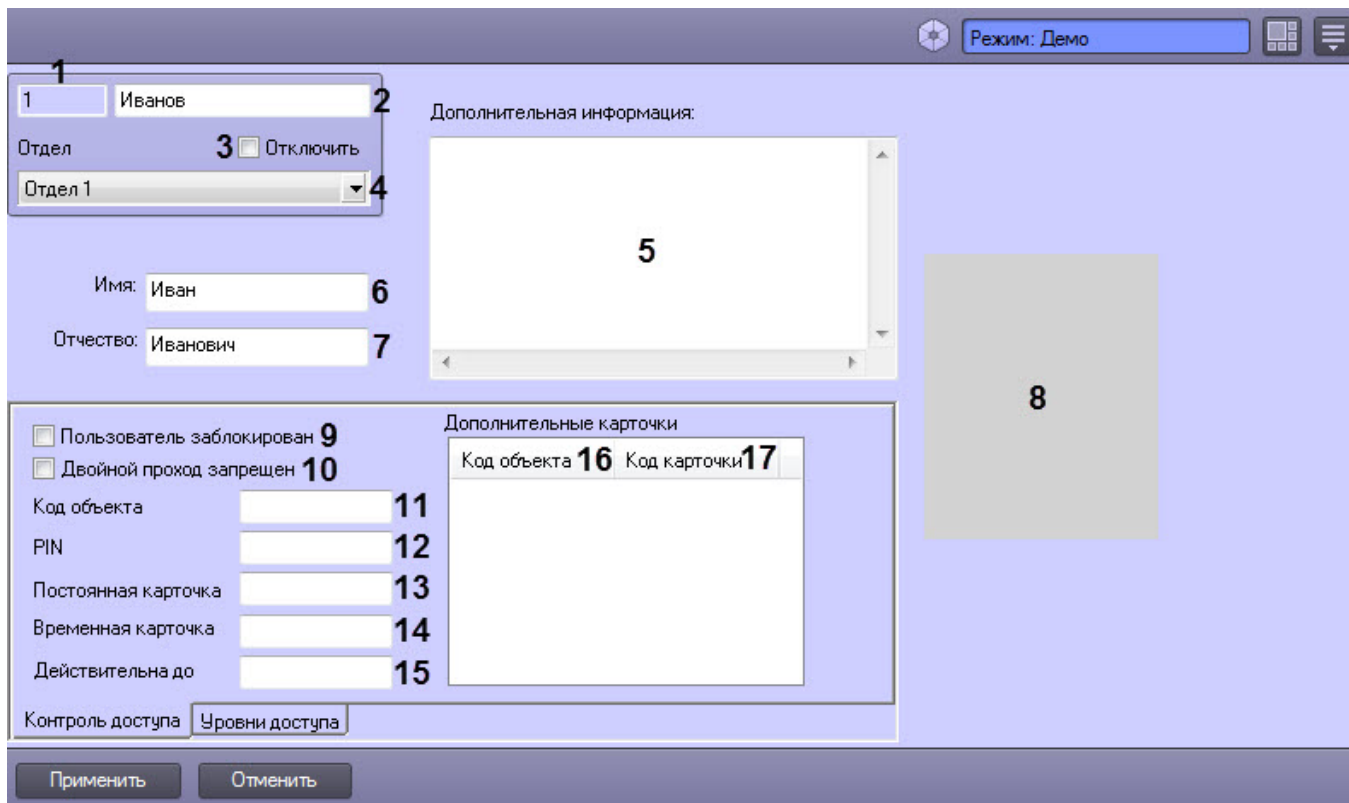 Режим: Демо
1
1 Иванов 2
Отдел 3 Отключить
Отдел 1 4
Дополнительная информация:
5
Имя: Иван 6
Отчество: Иванович 7
8
Пользователь заблокирован 9
Двойной проход запрещен 10
Код объекта 11
PIN 12
Постоянная карточка 13
Временная карточка 14
Действительна до 15
Дополнительные карточки
Код объекта 16 Код карточки 17
Контроль доступа Уровни доступа
Применить Отменить